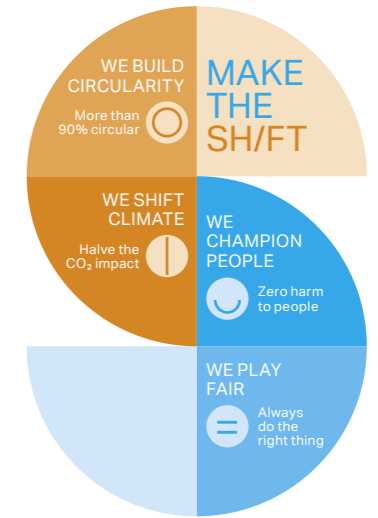 WE BUILD
CIRCULARITY
More than
90% circular
MAKE
THE
SH/FT
WE SHIFT
CLIMATE
Halve the
CO₂ impact
WE
CHAMPION
PEOPLE
Zero harm
to people
WE PLAY
FAIR
Always
do the
right thing